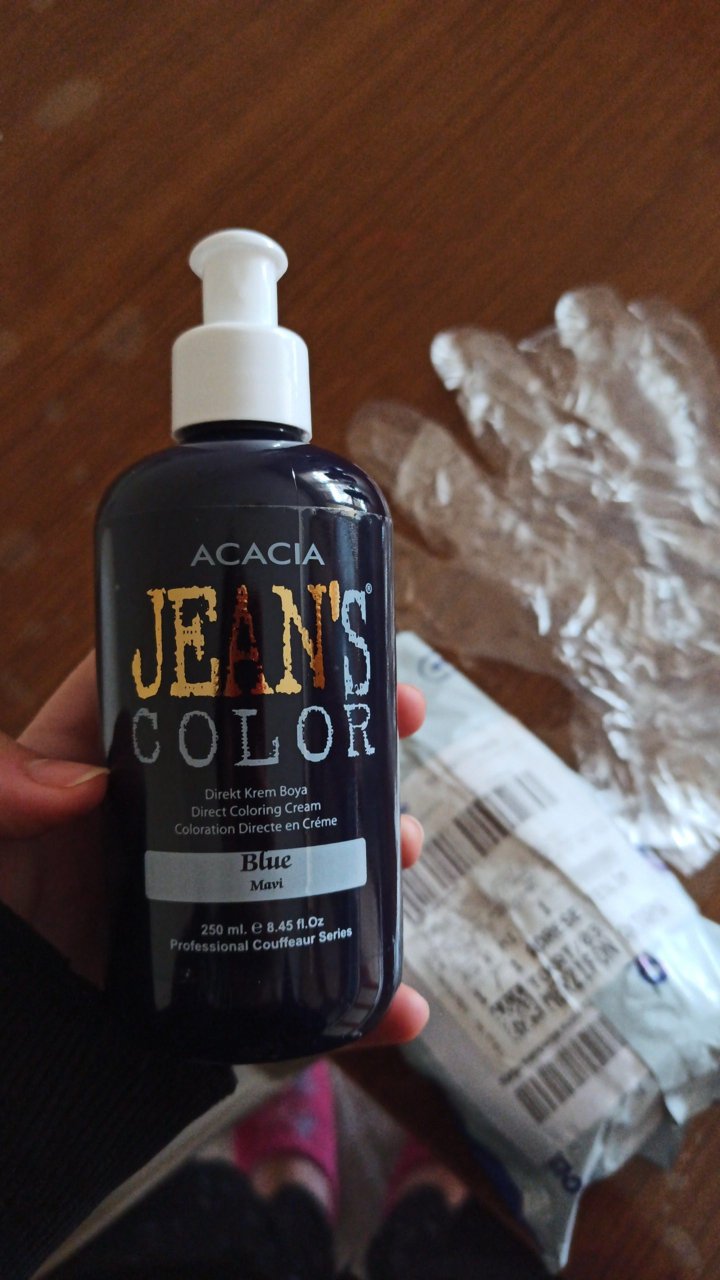 ACACIA
JEAN'S®
COLOR
Direkt Krem Boya
Direct Coloring Cream
Coloration Directe en Créme
Blue
Mavi
250 ml. ℮ 8.45 fl.Oz
Professional Couffeaur Series